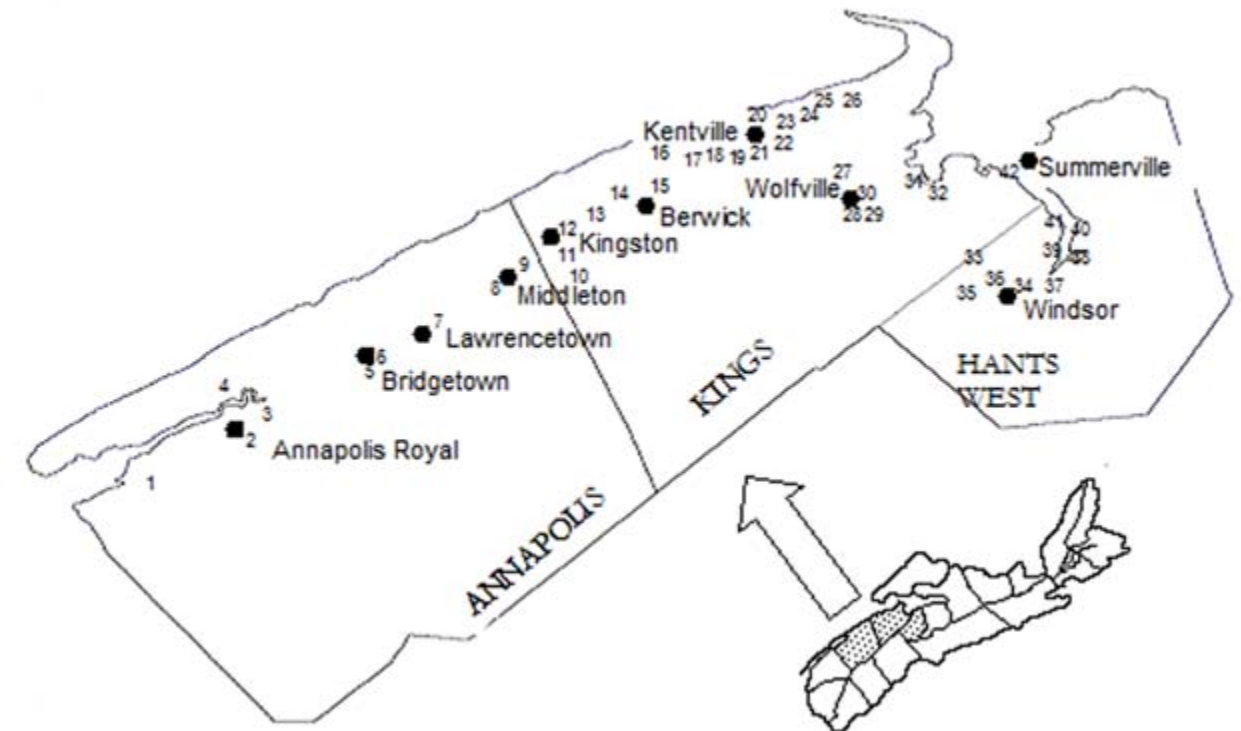 25 26
20 23 24
Kentville 21 22
16 17 18 19
Summerville
42
27
31 32
14 15
Wolfville 30
28 29
Berwick
13
12
Kingston
11
10
41 40
39 38
37
33
36 34
35
Windsor
9
8
Middleton
7
Lawrencetown
6
5
Bridgetown
4
3
2
Annapolis Royal
1
HANTS
WEST
KINGS
ANNAPOLIS